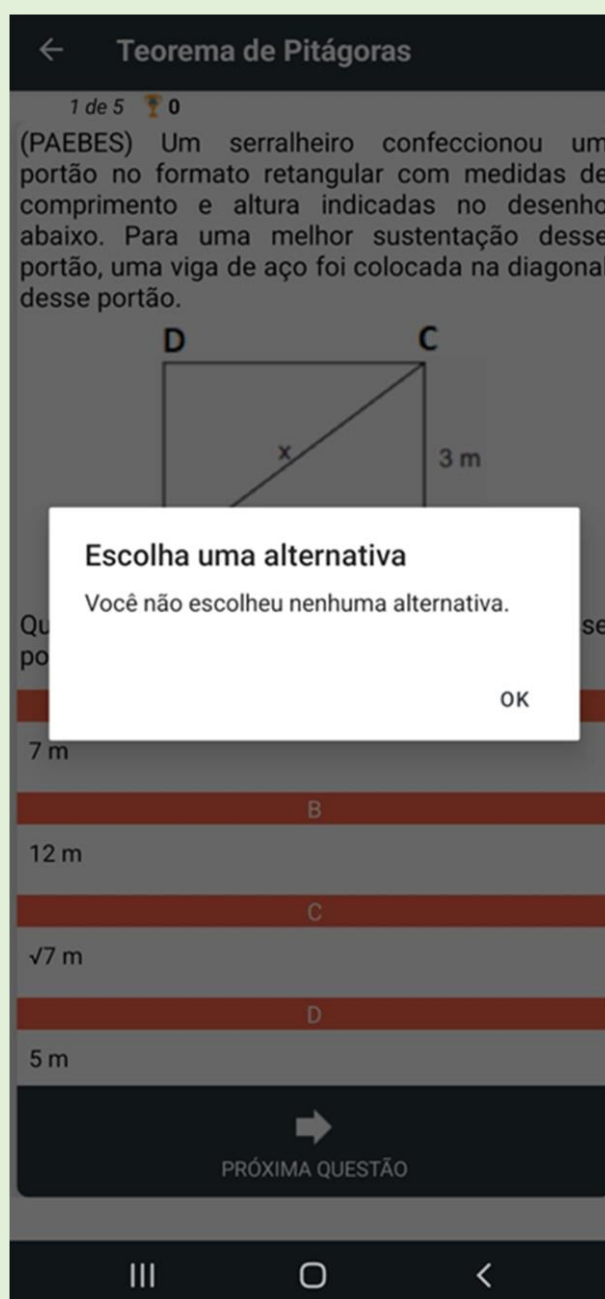 Teorema de Pitágoras
1 de 5 0
(PAEBES) Um serralheiro confeccionou um
portão no formato retangular com medidas de
comprimento e altura indicadas no desenho
abaixo. Para uma melhor sustentação desse
portão, uma viga de aço foi colocada na diagonal
desse portão.
D C
x
3 m
Escolha uma alternativa
Você não escolheu nenhuma alternativa.
OK
Qu se
po
7 m
B
12 m
C
√7 m
D
5 m
PRÓXIMA QUESTÃO